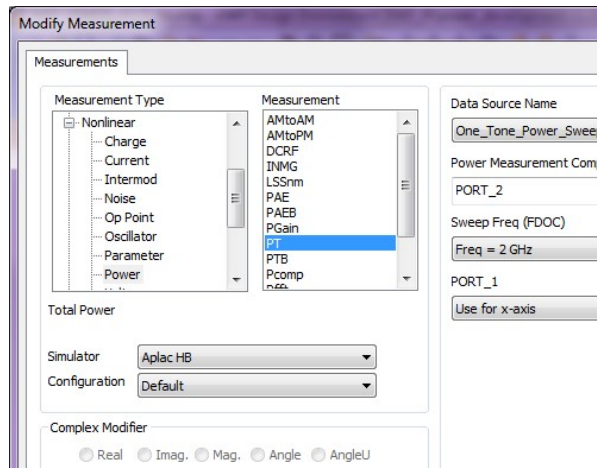 Modify Measurement
Measurements
Measurement Type
Nonlinear
Charge
Current
Intermod
Noise
Op Point
Oscillator
Parameter
Power
Measurement
AMtoAM
AMtoPM
DCRF
INMG
LSSnm
PAE
PAEB
PGain
PT
PTB
Pcomp
Total Power
Simulator
Aplac HB
Configuration
Default
Complex Modifier
Real Imag. Mag. Angle AngleU
Data Source Name
One_Tone_Power_Swee
Power Measurement Com
PORT_2
Sweep Freq (FDOC)
Freq = 2 GHz
PORT_1
Use for x-axis